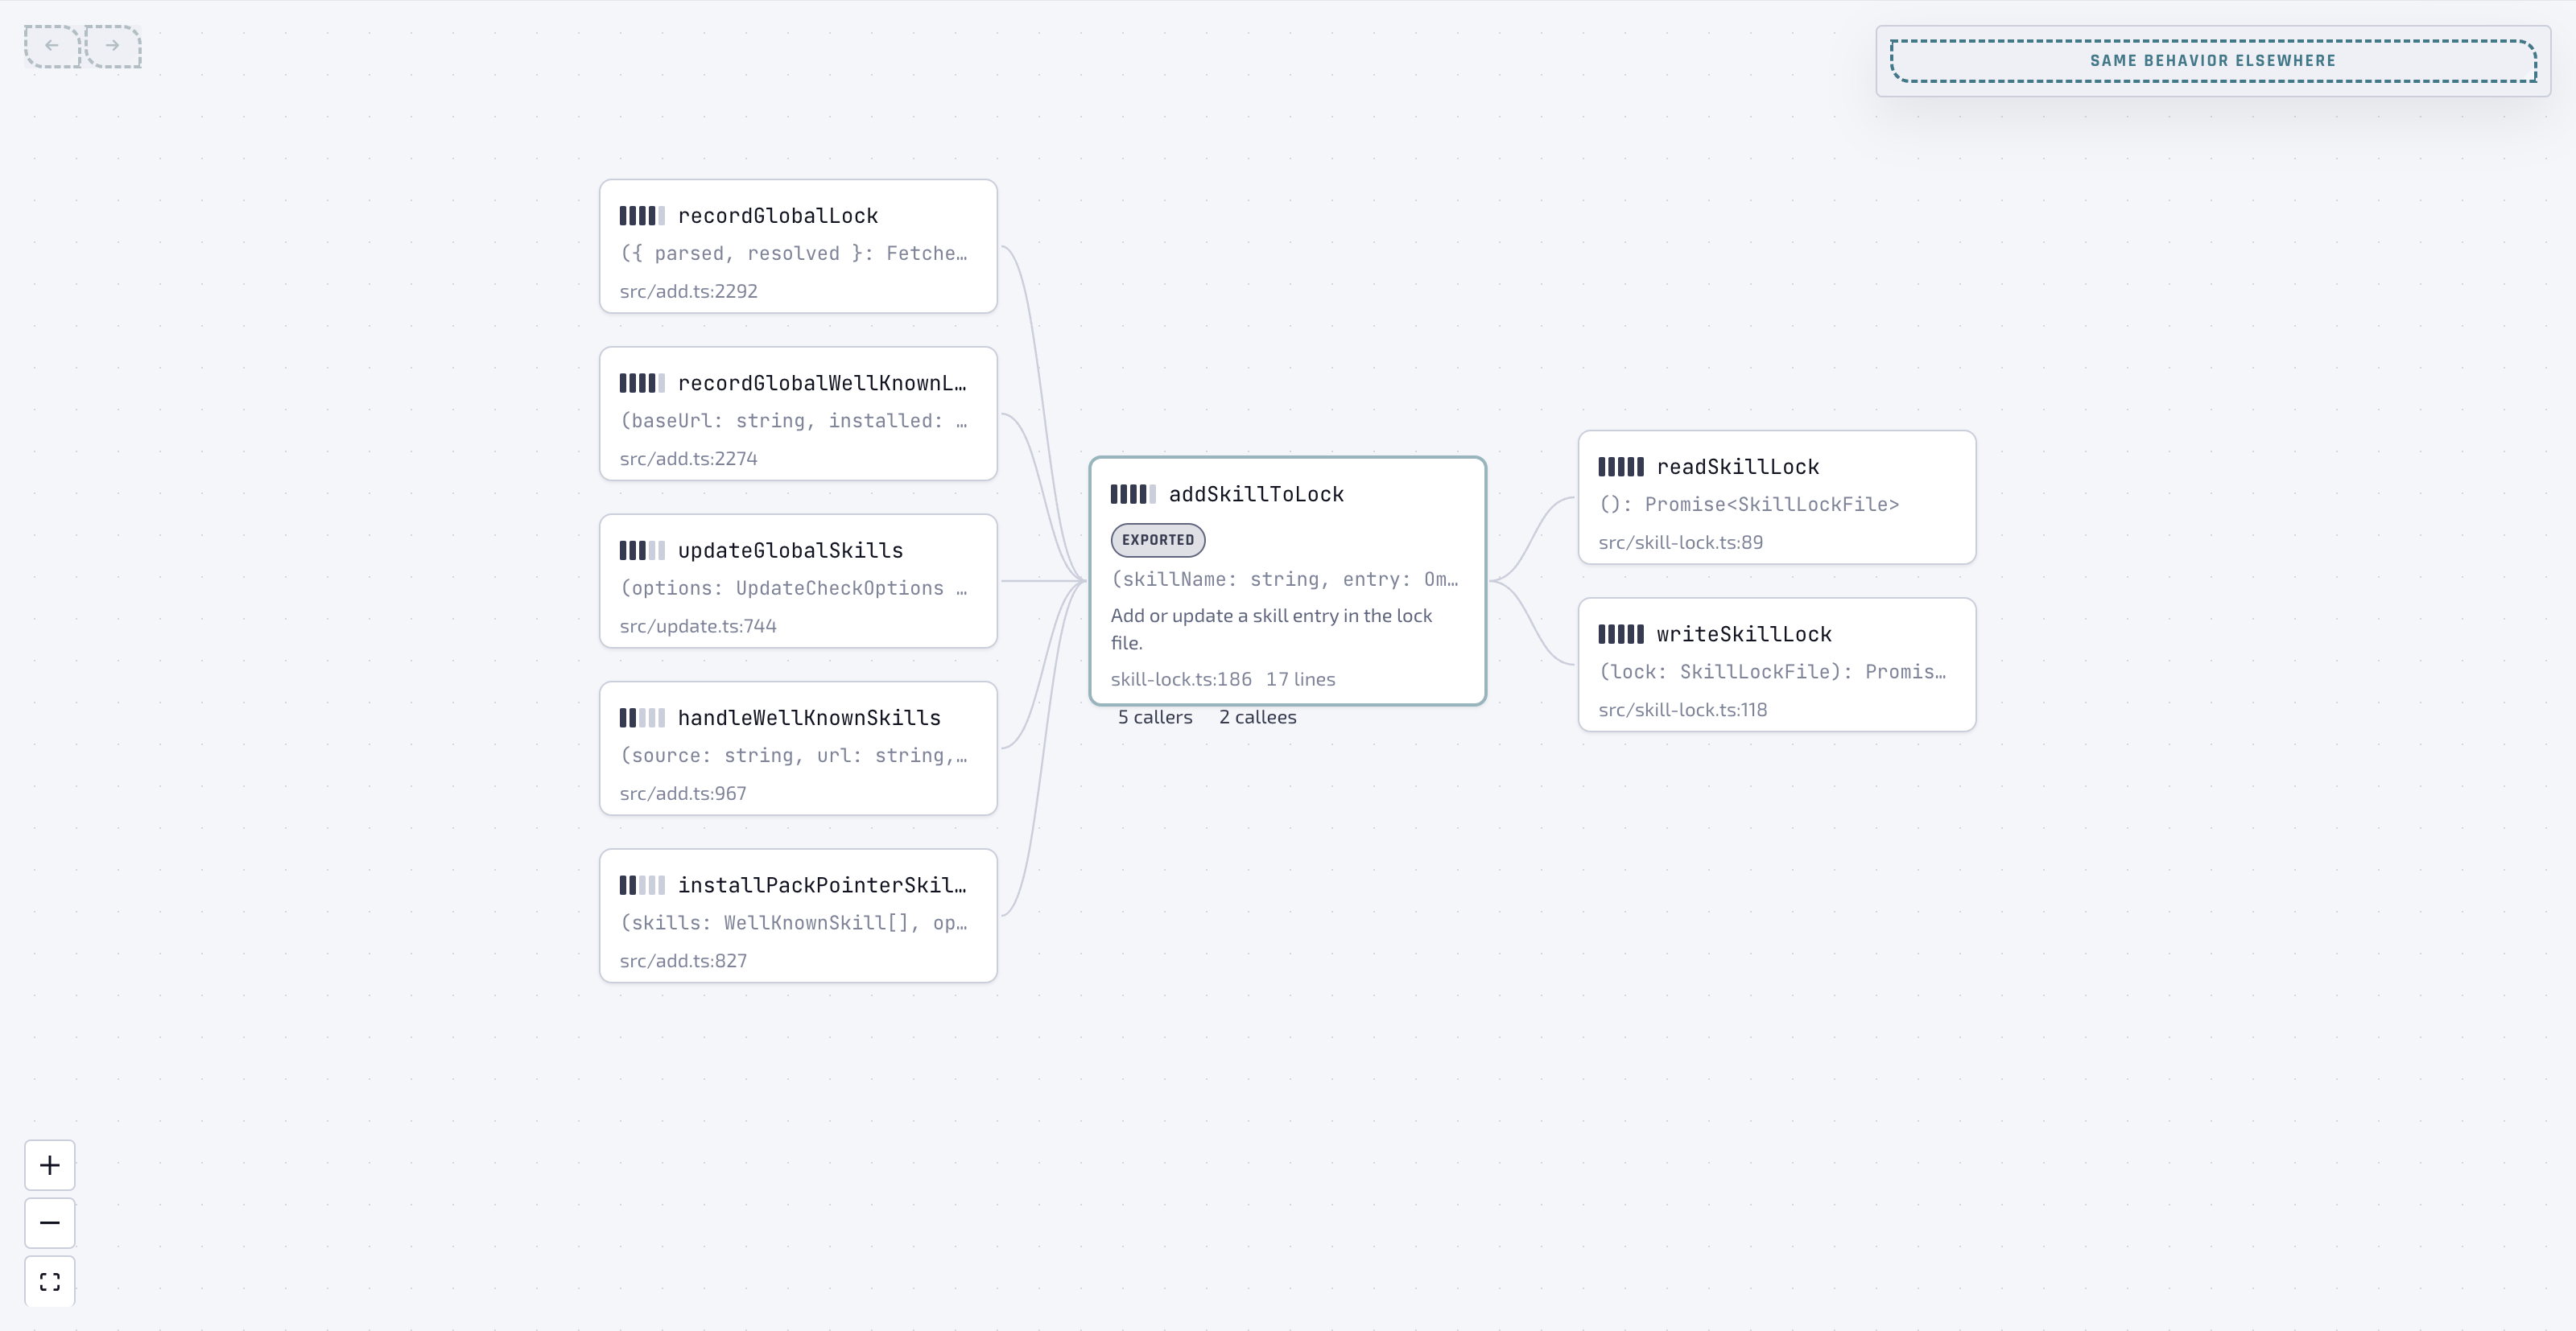 SAME BEHAVIOR ELSEWHERE
recordGlobalLock
({ parsed, resolved }: Fetche…
src/add.ts:2292
recordGlobalWellKnownL…
(baseUrl: string, installed: …
src/add.ts:2274
updateGlobalSkills
(options: UpdateCheckOptions …
src/update.ts:744
handleWellKnownSkills
(source: string, url: string,…
src/add.ts:967
installPackPointerSkil…
(skills: WellKnownSkill[], op…
src/add.ts:827
addSkillToLock
EXPORTED
(skillName: string, entry: Om…
Add or update a skill entry in the lock
file.
skill-lock.ts:186 17 lines
5 callers 2 callees
readSkillLock
(): Promise<SkillLockFile>
src/skill-lock.ts:89
writeSkillLock
(lock: SkillLockFile): Promis…
src/skill-lock.ts:118